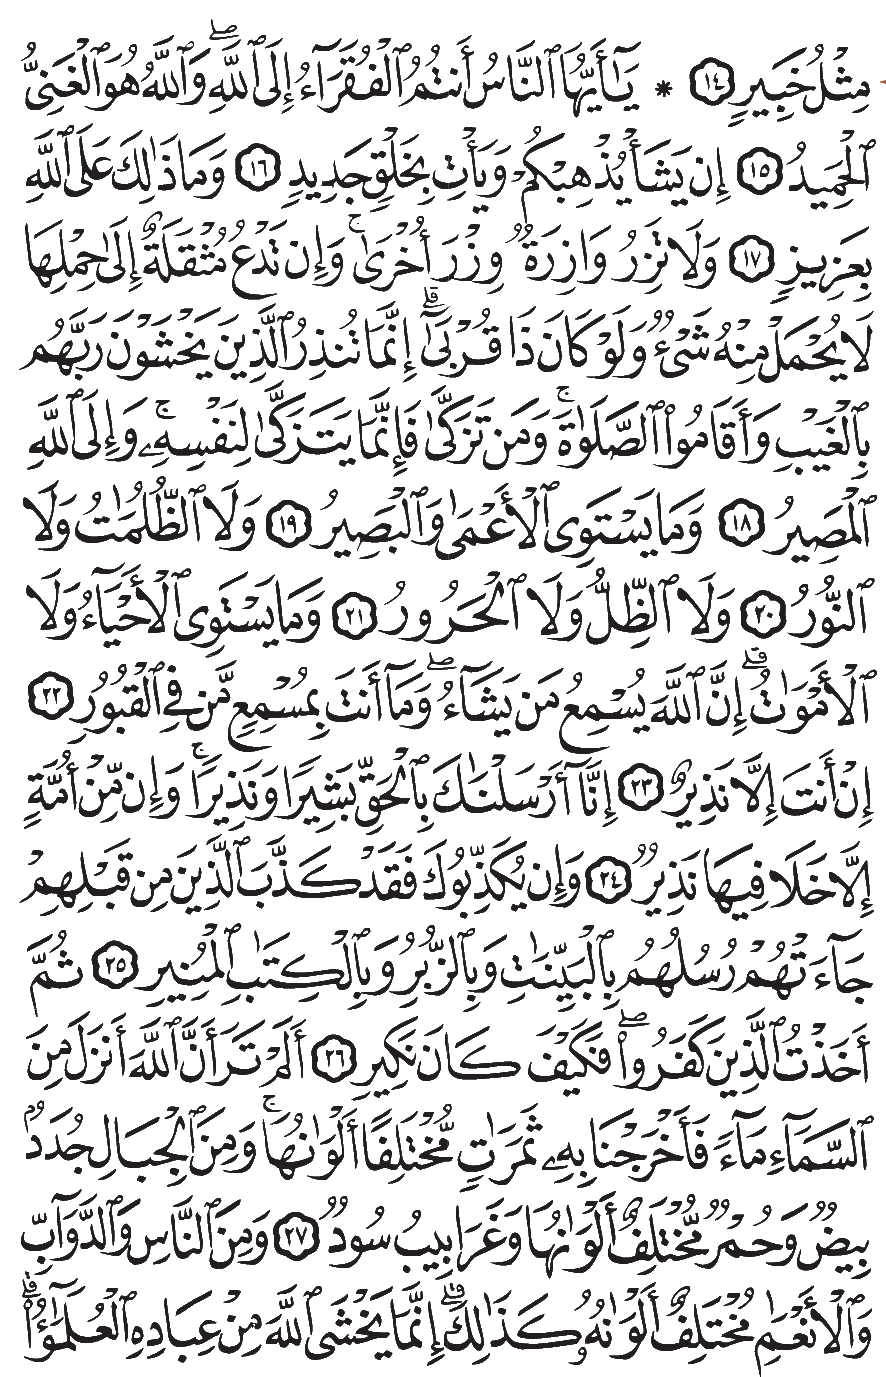 مِثْلُ خَبِيرٍ ١٤ * يَٰٓأَيُّهَا ٱلنَّاسُ أَنتُمُ ٱلْفُقَرَآءُ إِلَى ٱللَّهِۖ وَٱللَّهُ هُوَ ٱلْغَنِىُّ
ٱلْحَمِيدُ ١٥ إِن يَشَأْ يُذْهِبْكُمْ وَيَأْتِ بِخَلْقٍ جَدِيدٍ ١٦ وَمَا ذَٰلِكَ عَلَى ٱللَّهِ
بِعَزِيزٍ ١٧ وَلَا تَزِرُ وَازِرَةٌ وِزْرَ أُخْرَىٰۚ وَإِن تَدْعُ مُثْقَلَةٌ إِلَىٰ حِمْلِهَا
لَا يُحْمَلْ مِنْهُ شَىْءٌ وَلَوْ كَانَ ذَا قُرْبَىٰٓۗ إِنَّمَا تُنذِرُ ٱلَّذِينَ يَخْشَوْنَ رَبَّهُم
بِٱلْغَيْبِ وَأَقَامُوا۟ ٱلصَّلَوٰةَۚ وَمَن تَزَكَّىٰ فَإِنَّمَا يَتَزَكَّىٰ لِنَفْسِهِۦۚ وَإِلَى ٱللَّهِ
ٱلْمَصِيرُ ١٨ وَمَا يَسْتَوِى ٱلْأَعْمَىٰ وَٱلْبَصِيرُ ١٩ وَلَا ٱلظُّلُمَٰتُ وَلَا
ٱلنُّورُ ٢٠ وَلَا ٱلظِّلُّ وَلَا ٱلْحَرُورُ ٢١ وَمَا يَسْتَوِى ٱلْأَحْيَآءُ وَلَا
ٱلْأَمْوَٰتُۗ إِنَّ ٱللَّهَ يُسْمِعُ مَن يَشَآءُۖ وَمَآ أَنتَ بِمُسْمِعٍ مَّن فِى ٱلْقُبُورِ ٢٢
إِنْ أَنتَ إِلَّا نَذِيرٌ ٢٣ إِنَّآ أَرْسَلْنَٰكَ بِٱلْحَقِّ بَشِيرًا وَنَذِيرًاۚ وَإِن مِّنْ أُمَّةٍ
إِلَّا خَلَا فِيهَا نَذِيرٌ ٢٤ وَإِن يُكَذِّبُوكَ فَقَدْ كَذَّبَ ٱلَّذِينَ مِن قَبْلِهِمْ
جَآءَتْهُمْ رُسُلُهُم بِٱلْبَيِّنَٰتِ وَبِٱلزُّبُرِ وَبِٱلْكِتَٰبِ ٱلْمُنِيرِ ٢٥ ثُمَّ
أَخَذْتُ ٱلَّذِينَ كَفَرُوا۟ۖ فَكَيْفَ كَانَ نَكِيرِ ٢٦ أَلَمْ تَرَ أَنَّ ٱللَّهَ أَنزَلَ مِنَ
ٱلسَّمَآءِ مَآءً فَأَخْرَجْنَا بِهِۦ ثَمَرَٰتٍ مُّخْتَلِفًا أَلْوَٰنُهَاۚ وَمِنَ ٱلْجِبَالِ جُدَدٌۢ
بِيضٌ وَحُمْرٌ مُّخْتَلِفٌ أَلْوَٰنُهَا وَغَرَابِيبُ سُودٌ ٢٧ وَمِنَ ٱلنَّاسِ وَٱلدَّوَآبِّ
وَٱلْأَنْعَٰمِ مُخْتَلِفٌ أَلْوَٰنُهُۥ كَذَٰلِكَۗ إِنَّمَا يَخْشَى ٱللَّهَ مِنْ عِبَادِهِ ٱلْعُلَمَٰٓؤُا۟ۗ